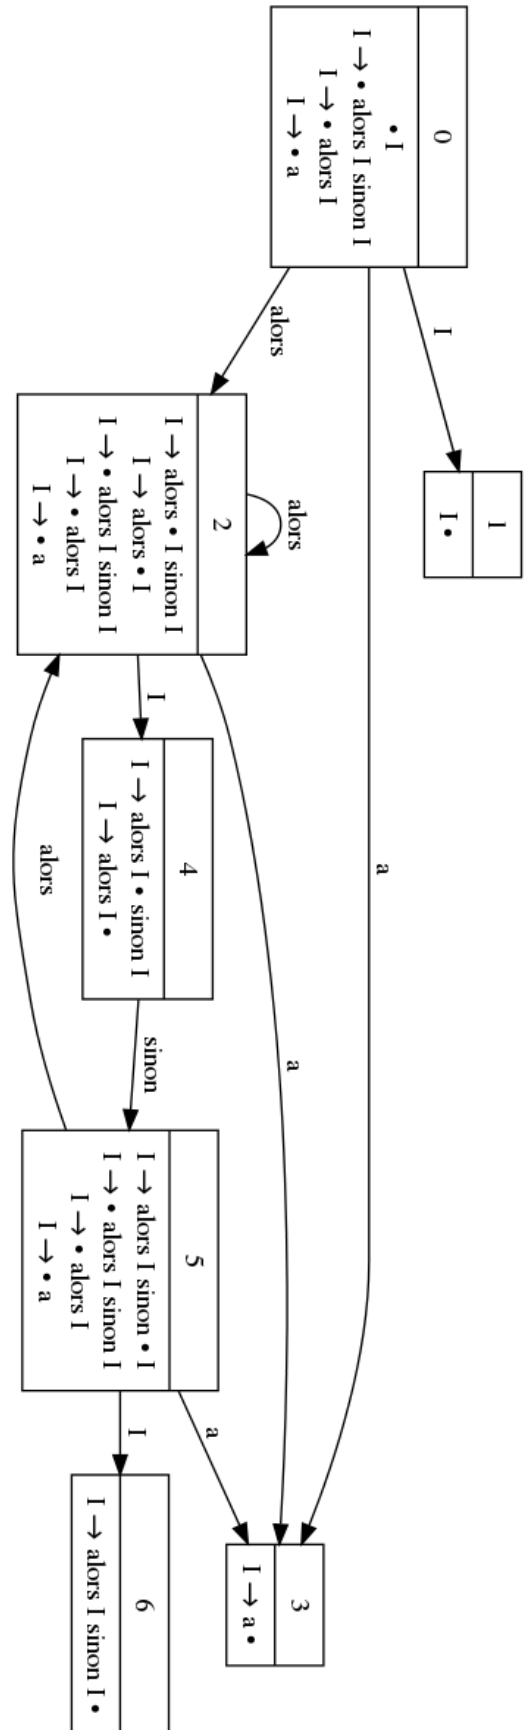 0
• I
I → • alors I sinon I
I → • alors I
I → • a
I
1
I •
alors
a
alors
2
I → alors • I sinon I
I → alors • I
I → • alors I sinon I
I → • alors I
I → • a
I
a
4
I → alors I • sinon I
I → alors I •
alors
sinon
5
I → alors I sinon • I
I → • alors I sinon I
I → • alors I
I → • a
a
I
3
I → a •
6
I → alors I sinon I •